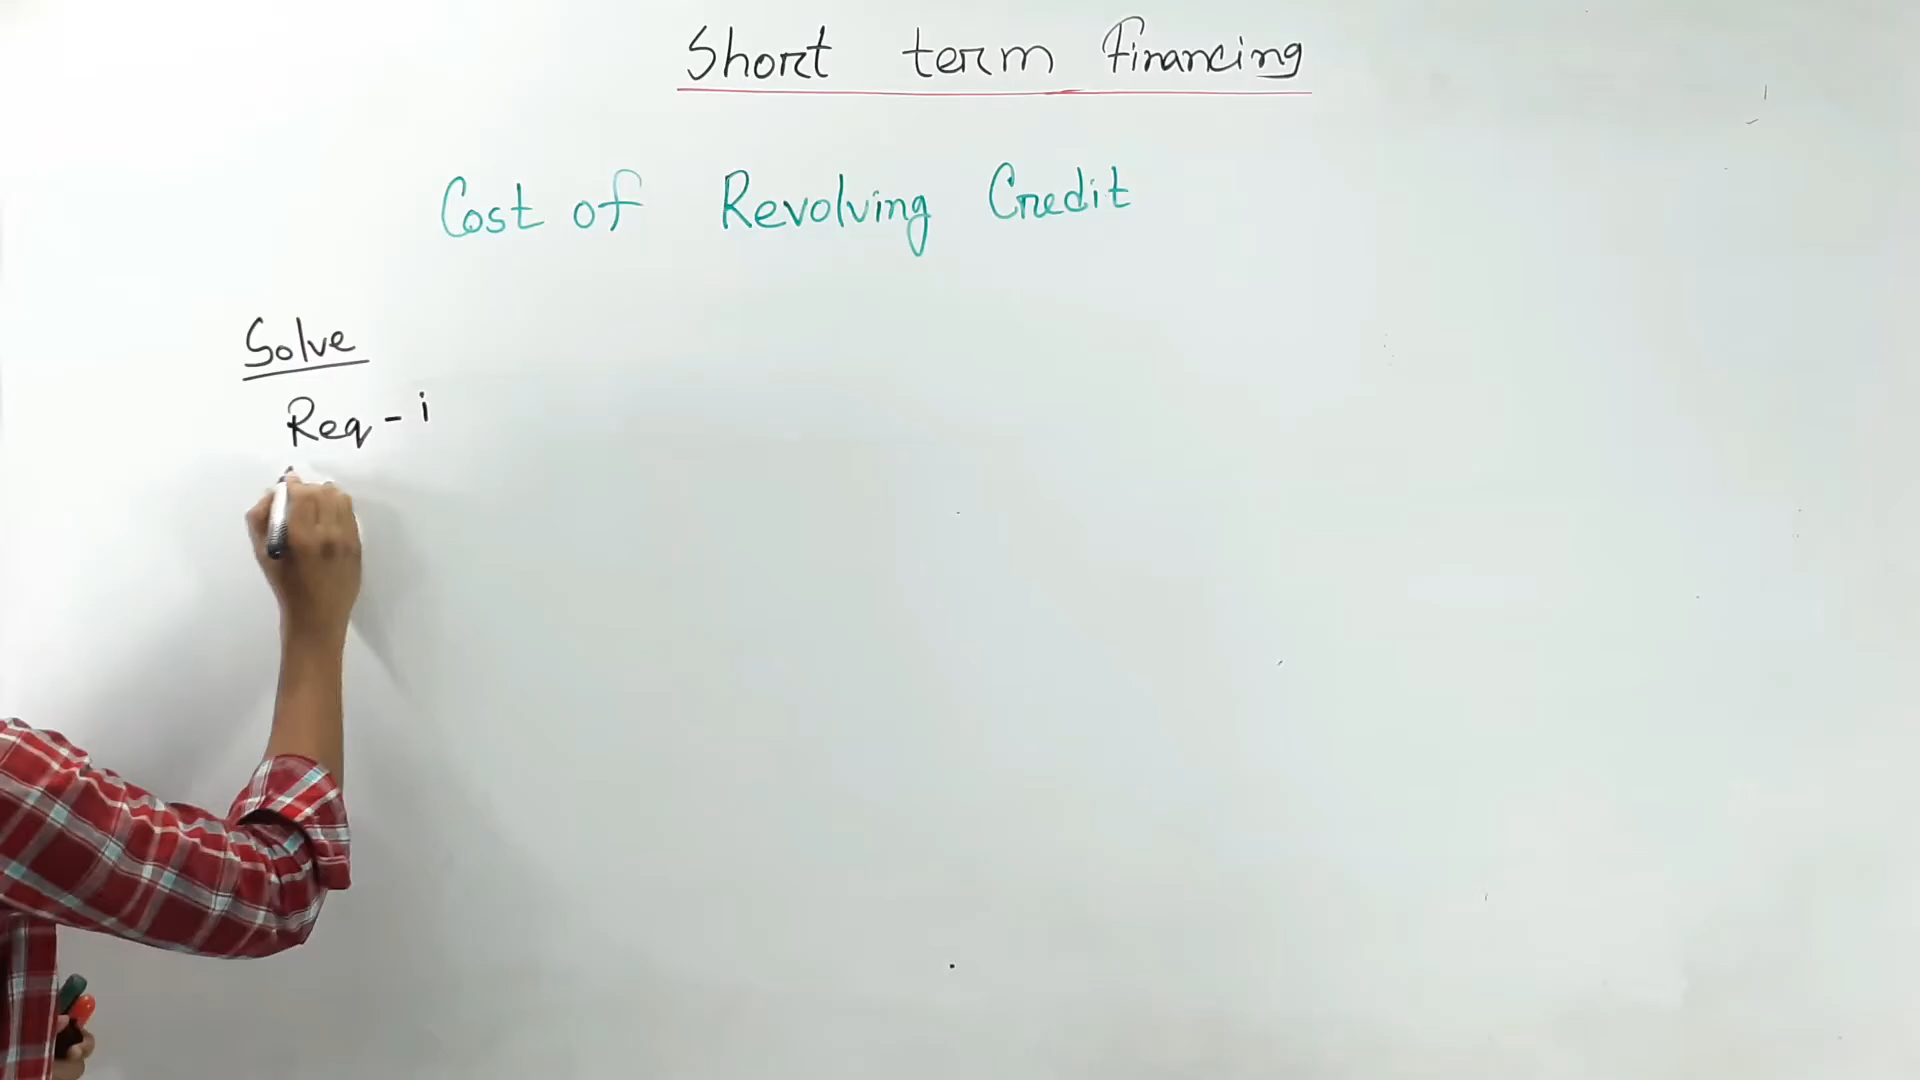 Short term Financing
Cost of Revolving Credit
Solve
Req - i